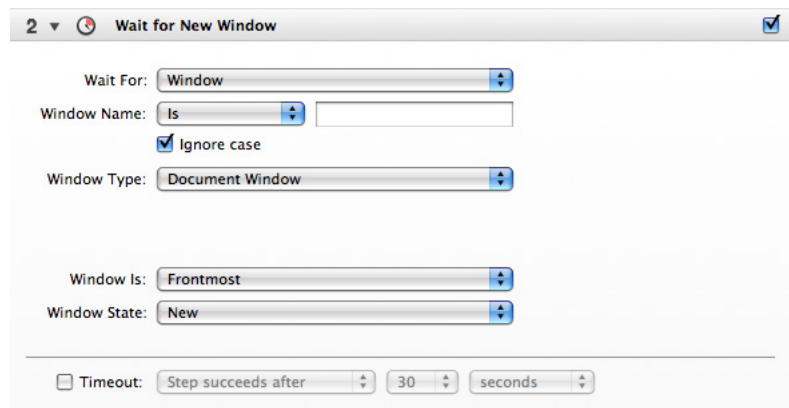 2 Wait for New Window
Wait For: Window
Window Name: Is
Ignore case
Window Type: Document Window
Window Is: Frontmost
Window State: New
Timeout: Step succeeds after 30 seconds